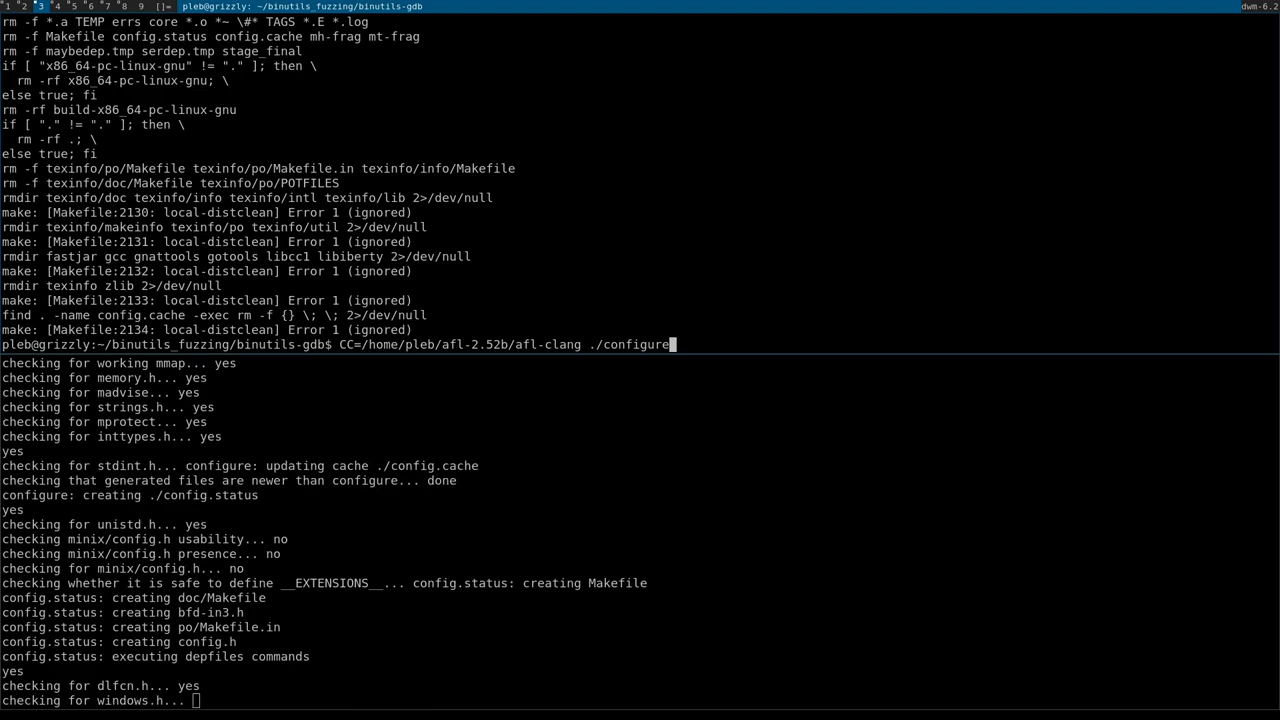 1 2 3 4 5 6 7 8 9 []= pleb@grizzly: ~/binutils_fuzzing/binutils-gdb dwm-6.2
rm -f *.a TEMP errs core *.o *~ \#* TAGS *.E *.log
rm -f Makefile config.status config.cache mh-frag mt-frag
rm -f maybedep.tmp serdep.tmp stage_final
if [ "x86_64-pc-linux-gnu" != "." ]; then \
  rm -rf x86_64-pc-linux-gnu; \
else true; fi
rm -rf build-x86_64-pc-linux-gnu
if [ "." != "." ]; then \
  rm -rf .; \
else true; fi
rm -f texinfo/po/Makefile texinfo/po/Makefile.in texinfo/info/Makefile
rm -f texinfo/doc/Makefile texinfo/po/POTFILES
rmdir texinfo/doc texinfo/info texinfo/intl texinfo/lib 2>/dev/null
make: [Makefile:2130: local-distclean] Error 1 (ignored)
rmdir texinfo/makeinfo texinfo/po texinfo/util 2>/dev/null
make: [Makefile:2131: local-distclean] Error 1 (ignored)
rmdir fastjar gcc gnattools gotools libcc1 libiberty 2>/dev/null
make: [Makefile:2132: local-distclean] Error 1 (ignored)
rmdir texinfo zlib 2>/dev/null
make: [Makefile:2133: local-distclean] Error 1 (ignored)
find . -name config.cache -exec rm -f {} \; \; 2>/dev/null
make: [Makefile:2134: local-distclean] Error 1 (ignored)
pleb@grizzly:~/binutils_fuzzing/binutils-gdb$ CC=/home/pleb/afl-2.52b/afl-clang ./configure
checking for working mmap... yes
checking for memory.h... yes
checking for madvise... yes
checking for strings.h... yes
checking for mprotect... yes
checking for inttypes.h... yes
yes
checking for stdint.h... configure: updating cache ./config.cache
checking that generated files are newer than configure... done
configure: creating ./config.status
yes
checking for unistd.h... yes
checking minix/config.h usability... no
checking minix/config.h presence... no
checking for minix/config.h... no
checking whether it is safe to define __EXTENSIONS__... config.status: creating Makefile
config.status: creating doc/Makefile
config.status: creating bfd-in3.h
config.status: creating po/Makefile.in
config.status: creating config.h
config.status: executing depfiles commands
yes
checking for dlfcn.h... yes
checking for windows.h...